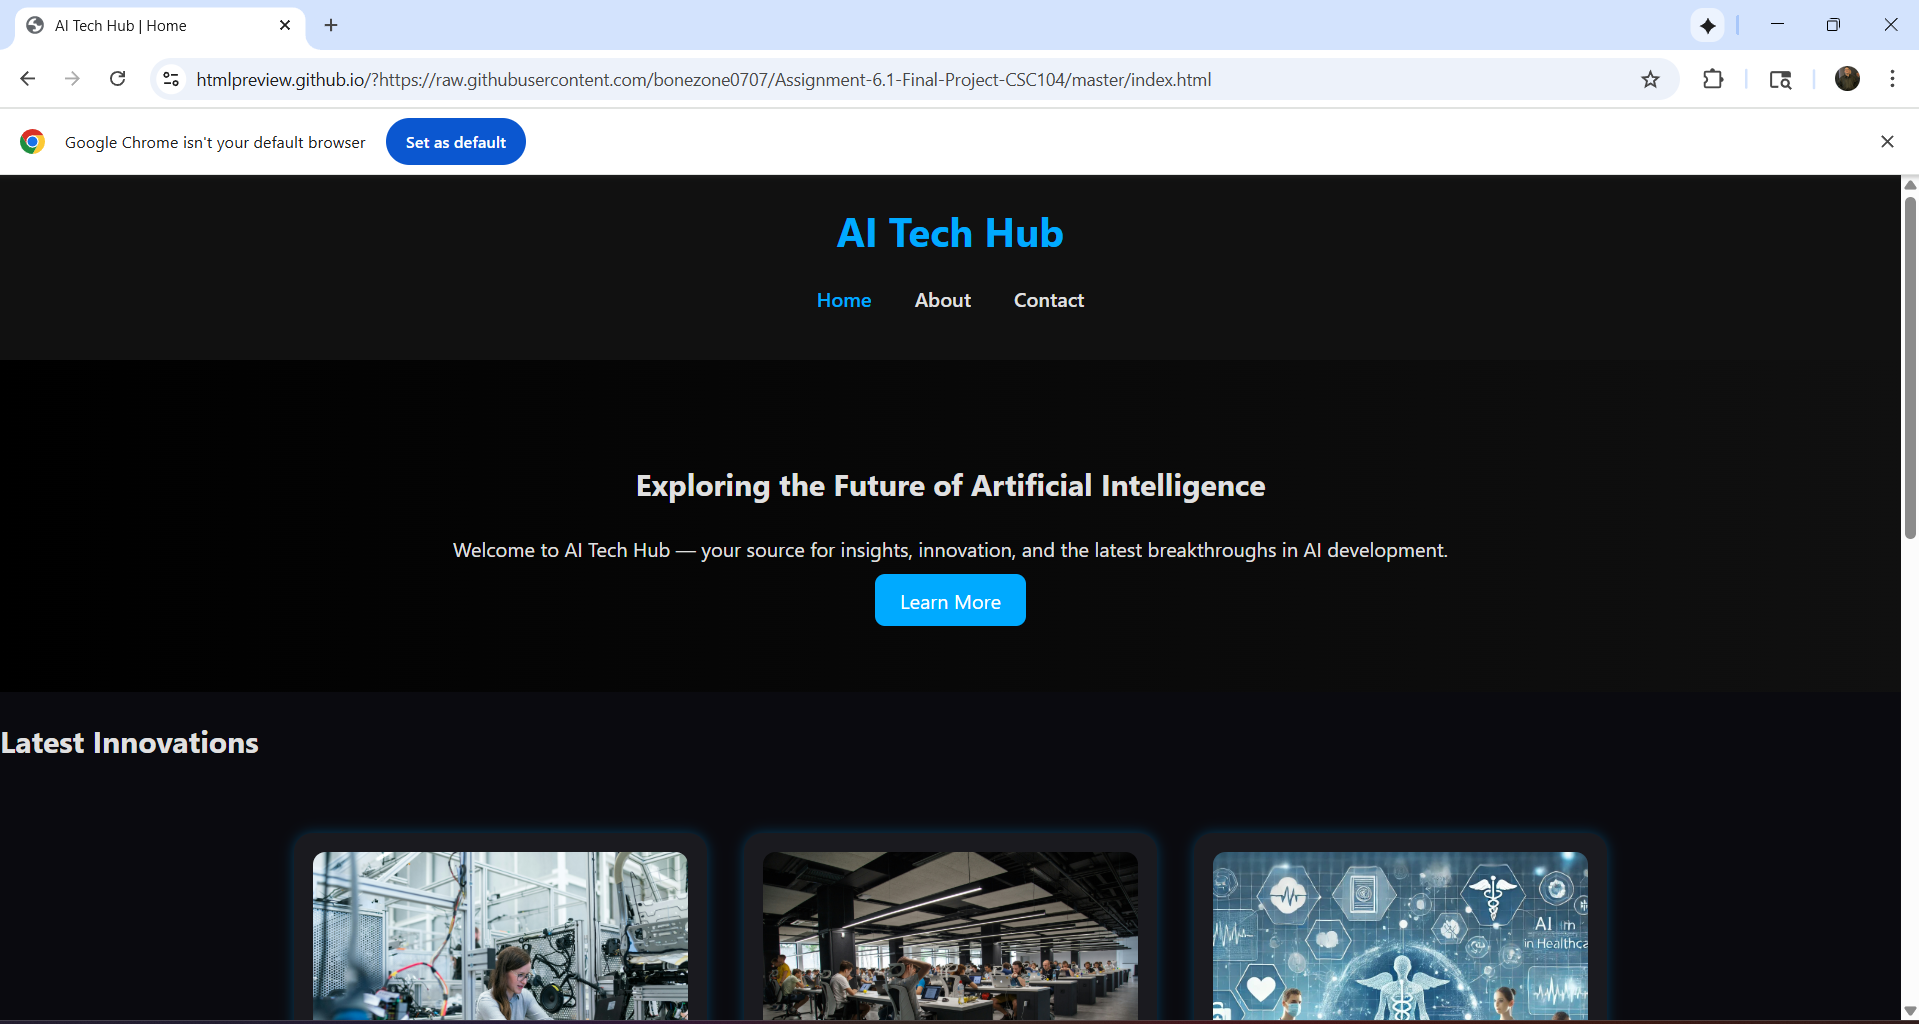 AI Tech Hub | Home
htmlpreview.github.io/?https://raw.githubusercontent.com/bonezone0707/Assignment-6.1-Final-Project-CSC104/master/index.html
Google Chrome isn't your default browser
Set as default
AI Tech Hub
Home About Contact
Exploring the Future of Artificial Intelligence
Welcome to AI Tech Hub — your source for insights, innovation, and the latest breakthroughs in AI development.
Learn More
Latest Innovations
AI in
in Healthca